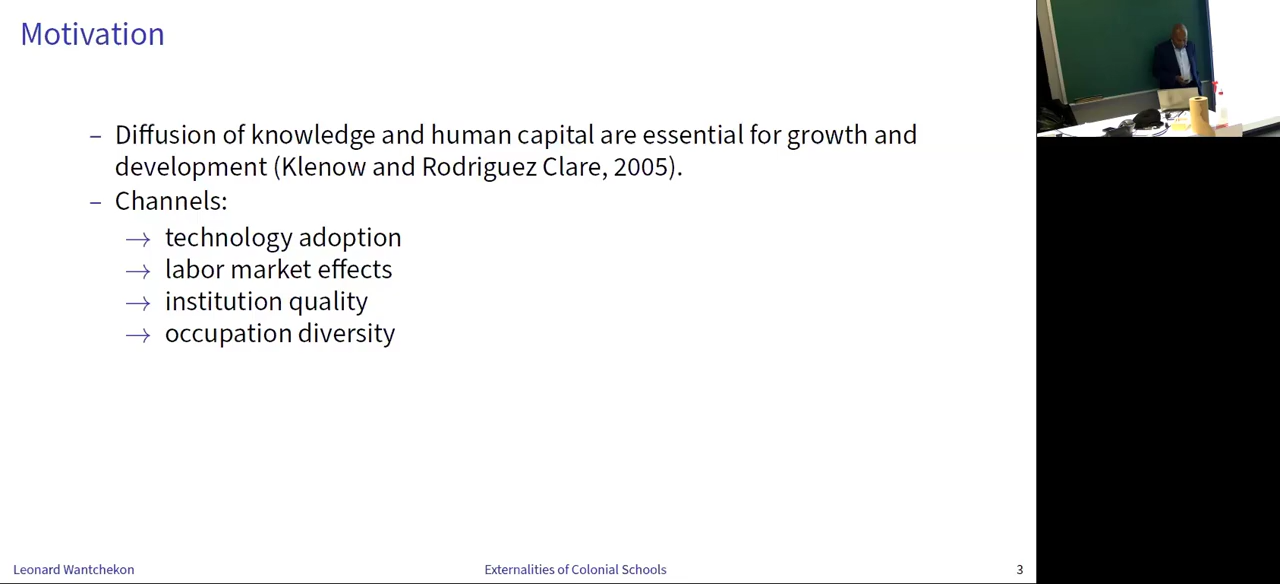 Motivation
– Diffusion of knowledge and human capital are essential for growth and
development (Klenow and Rodriguez Clare, 2005).
– Channels:
→ technology adoption
→ labor market effects
→ institution quality
→ occupation diversity
Leonard Wantchekon
Externalities of Colonial Schools
3